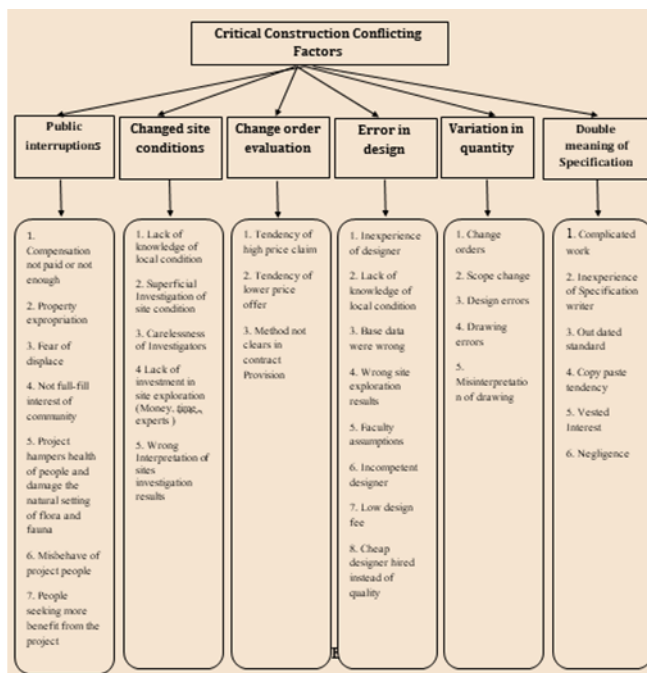 Critical Construction Conflicting
Factors
Public
interruptions
Changed site
conditions
Change order
evaluation
Error in
design
Variation in
quantity
Double
meaning of
Specification
1.
Compensation
not paid or not
enough
2. Property
expropriation
3. Fear of
displace
4. Not full-fill
interest of
community
5. Project
hampers health
of people and
damage the
natural setting
of flora and
fauna
6. Misbehave of
project people
7. People
seeking more
benefit from the
project
1. Lack of
knowledge of
local condition
2. Superficial
Investigation of
site condition
3. Carelessness
of Investigators
4 Lack of
investment in
site exploration
(Money, time,
experts )
5. Wrong
Interpretation of
sites
investigation
results
1. Tendency of
high price claim
2. Tendency of
lower price
offer
3. Method not
clears in
contract
Provision
1. Inexperience
of designer
2. Lack of
knowledge of
local condition
3. Base data
were wrong
4. Wrong site
exploration
results
5. Faculty
assumptions
6. Incompetent
designer
7. Low design
fee
8. Cheap
designer hired
instead of
quality
1. Change
orders
2. Scope change
3. Design errors
4. Drawing
errors
5.
Misinterpretatio
n of drawing
1. Complicated
work
2. Inexperience
of Specification
writer
3. Out dated
standard
4. Copy paste
tendency
5. Vested
Interest
6. Negligence